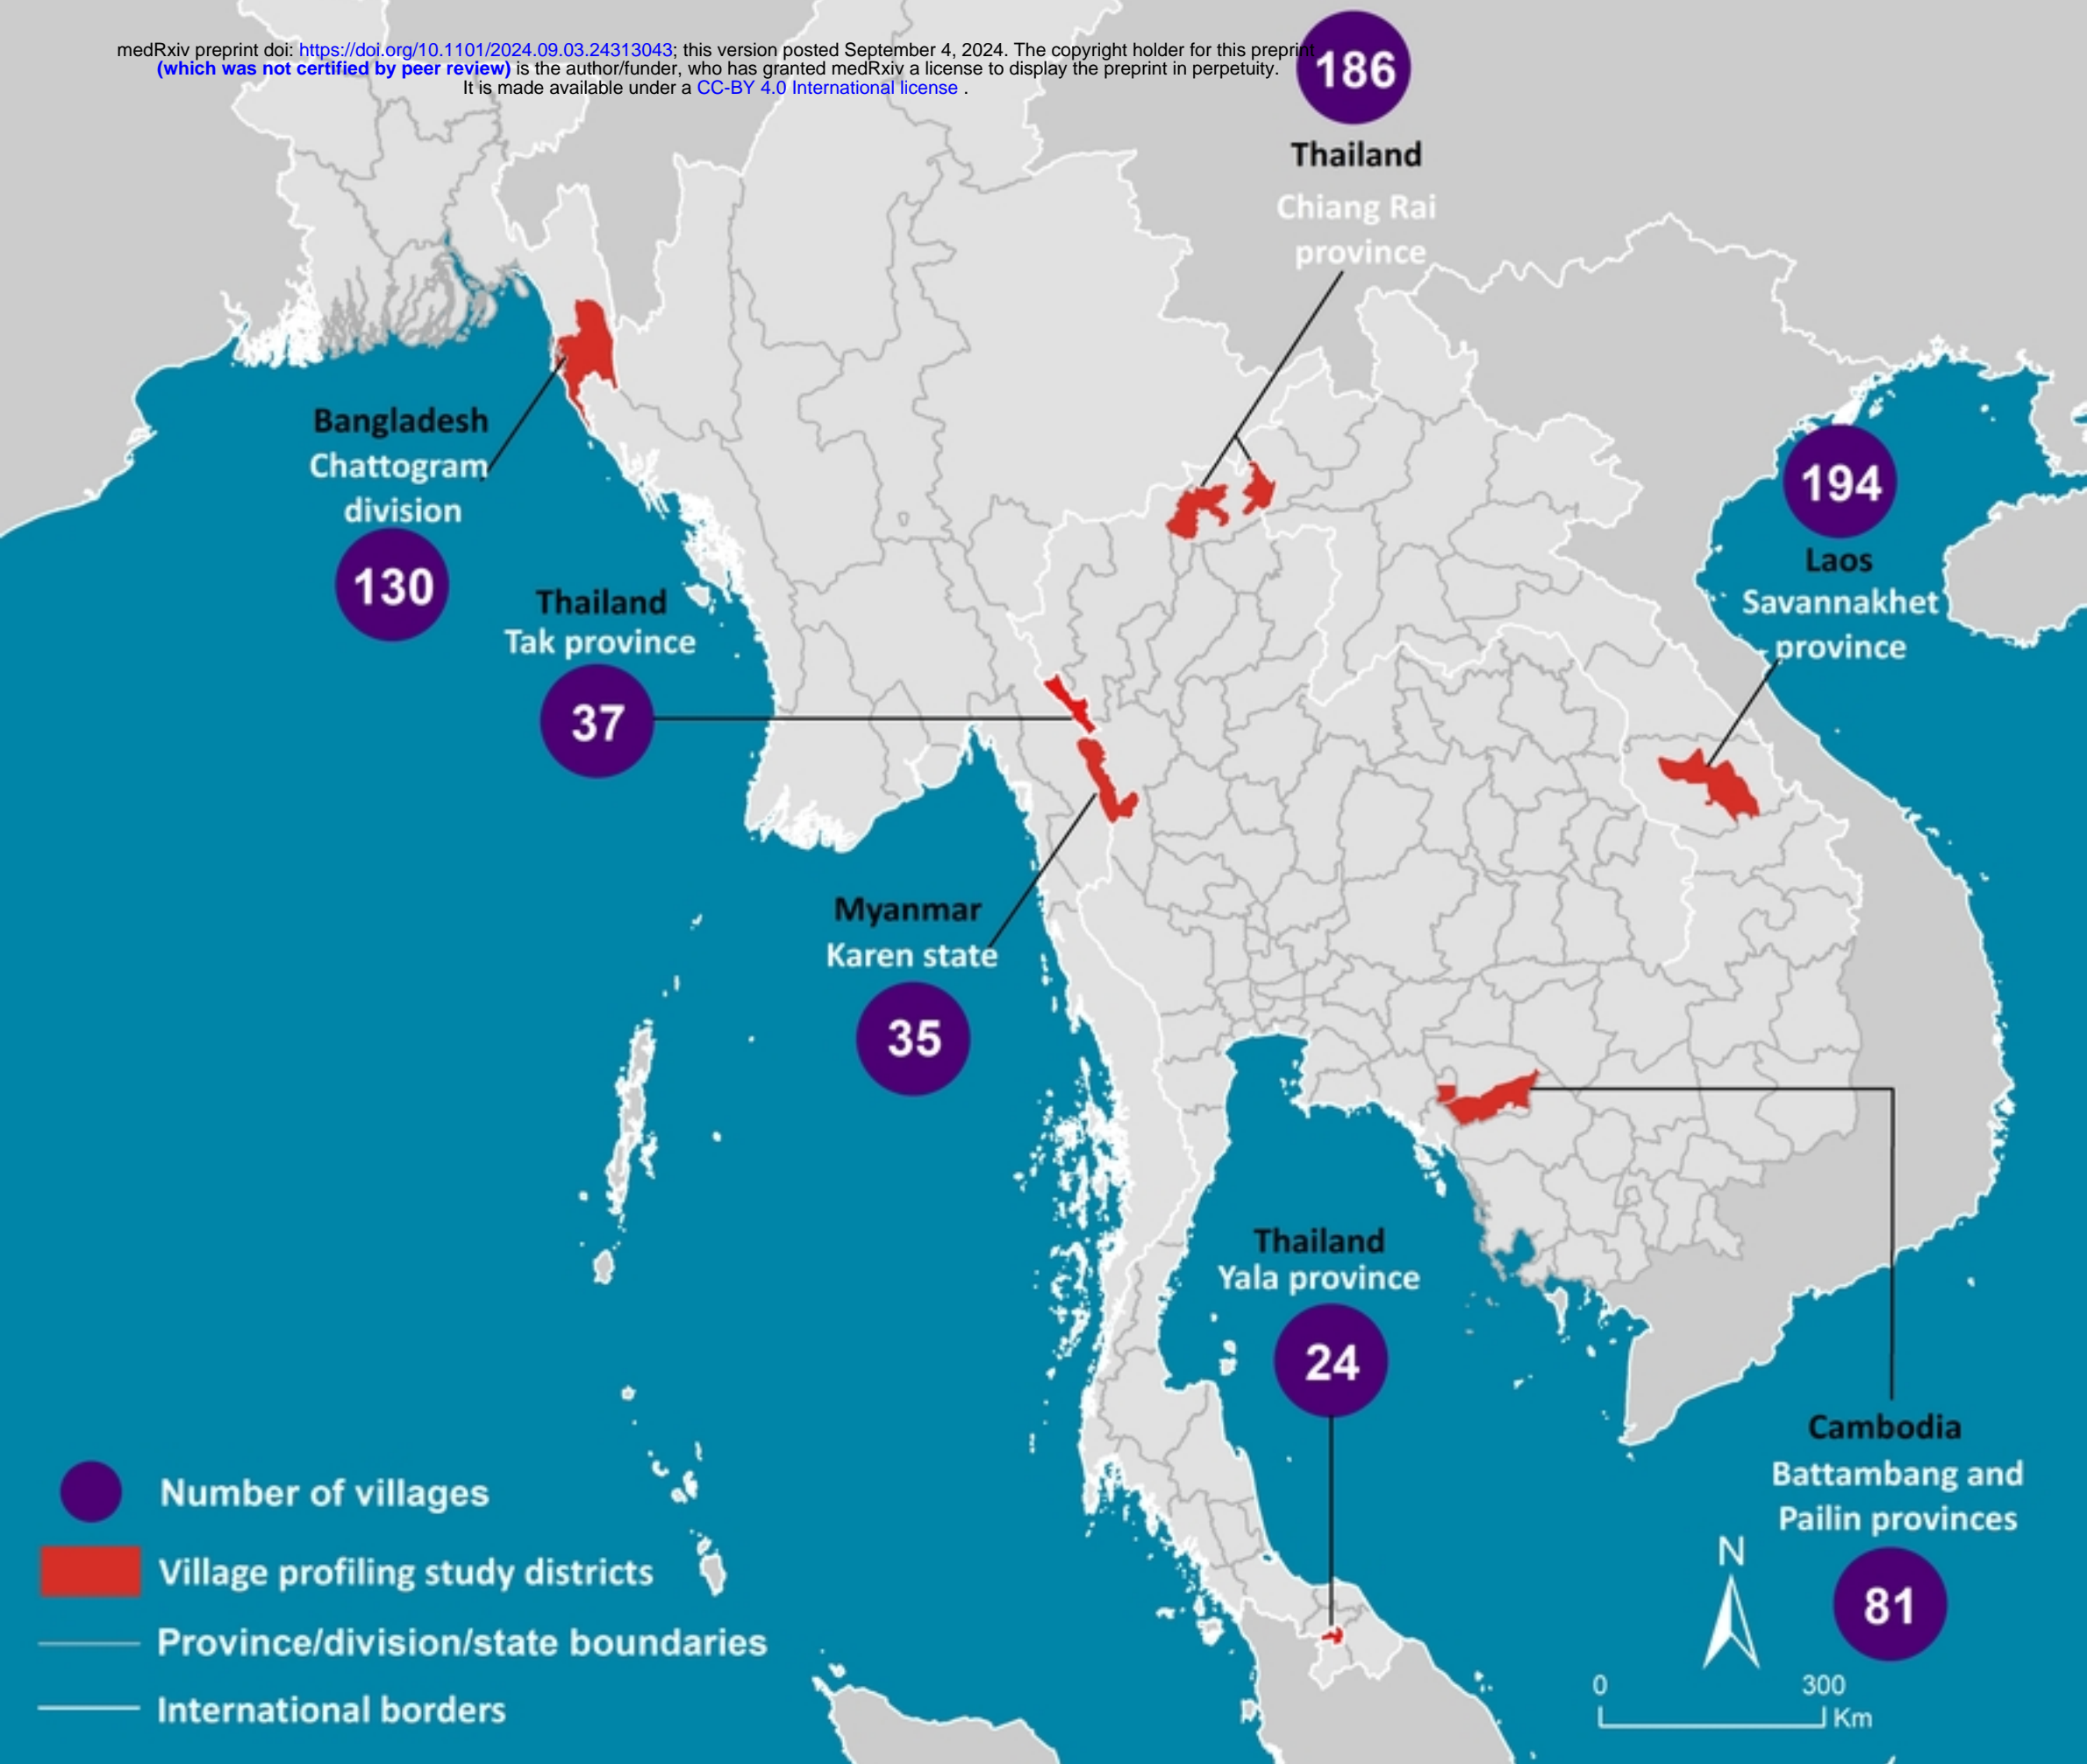 medRxiv preprint doi: https://doi.org/10.1101/2024.09.03.24313043; this version posted September 4, 2024. The copyright holder for this preprint
(which was not certified by peer review) is the author/funder, who has granted medRxiv a license to display the preprint in perpetuity.
It is made available under a CC-BY 4.0 International license .
186
Thailand
Chiang Rai
province
Bangladesh
Chattogram
division
130
194
Laos
Savannakhet
province
Thailand
Tak province
37
Myanmar
Karen state
35
Thailand
Yala province
24
Cambodia
Battambang and
Pailin provinces
81
Number of villages
Village profiling study districts
Province/division/state boundaries
International borders
N
0 300
Km